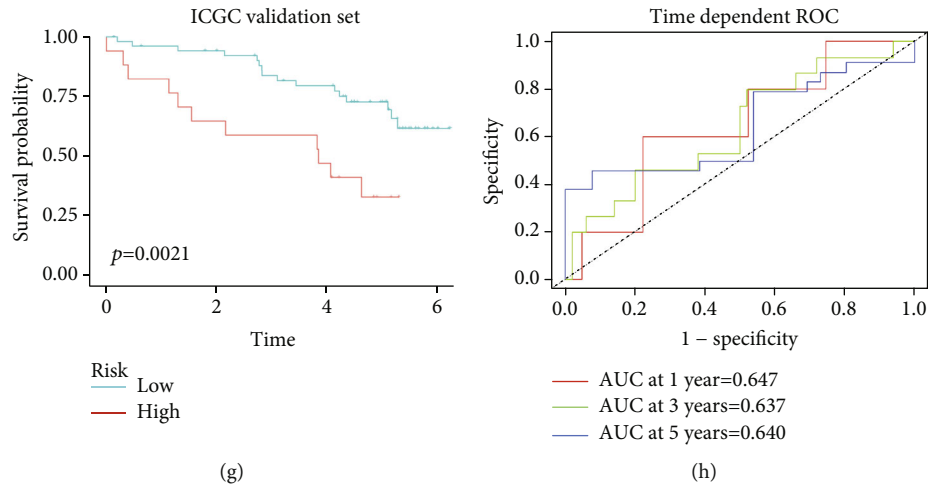 ICGC validation set
Survival probability
1.00
0.75
0.50
0.25
0.00
p=0.0021
0
2
4
6
Time
Risk
Low
High
(g)
Time dependent ROC
Specificity
1.0
0.8
0.6
0.4
0.2
0.0
0.0
0.2
0.4
0.6
0.8
1.0
1 − specificity
AUC at 1 year=0.647
AUC at 3 years=0.637
AUC at 5 years=0.640
(h)